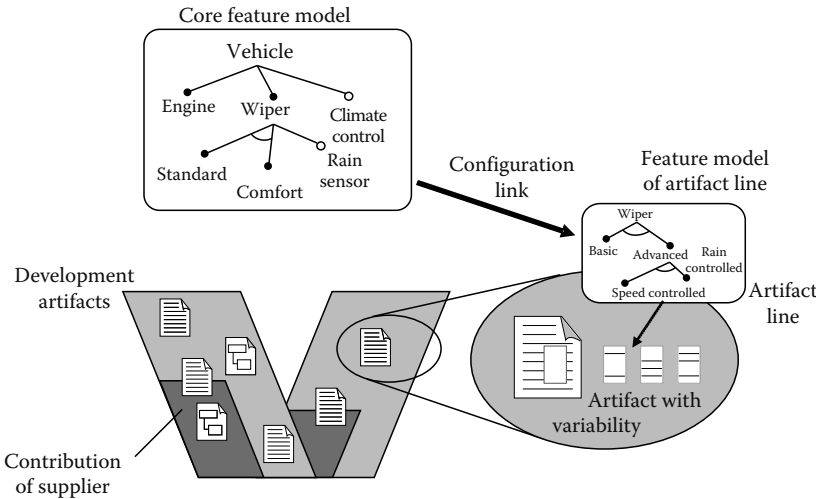 Core feature model
Vehicle
Engine
Wiper
Climate
control
Standard
Comfort
Rain
sensor
Configuration
link
Feature model
of artifact line
Wiper
Basic
Advanced
Rain
controlled
Speed controlled
Artifact
line
Development
artifacts
Artifact with
variability
Contribution
of supplier